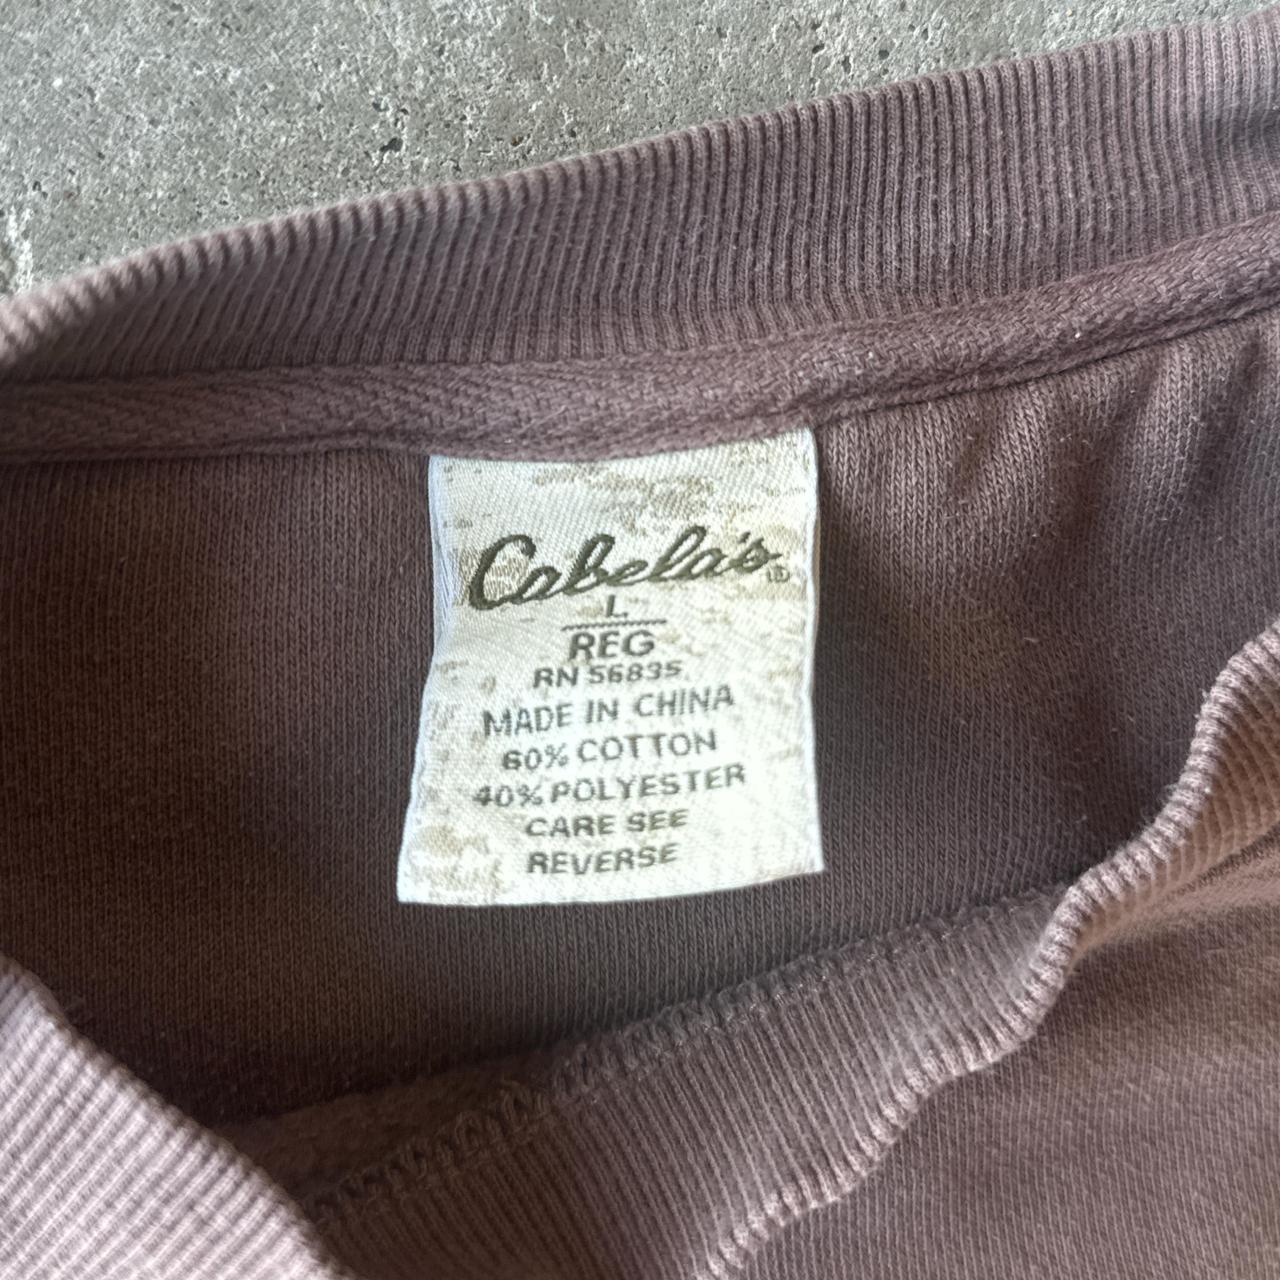 Cabela's®
L
REG
RN 56835
MADE IN CHINA
60% COTTON
40% POLYESTER
CARE SEE
REVERSE